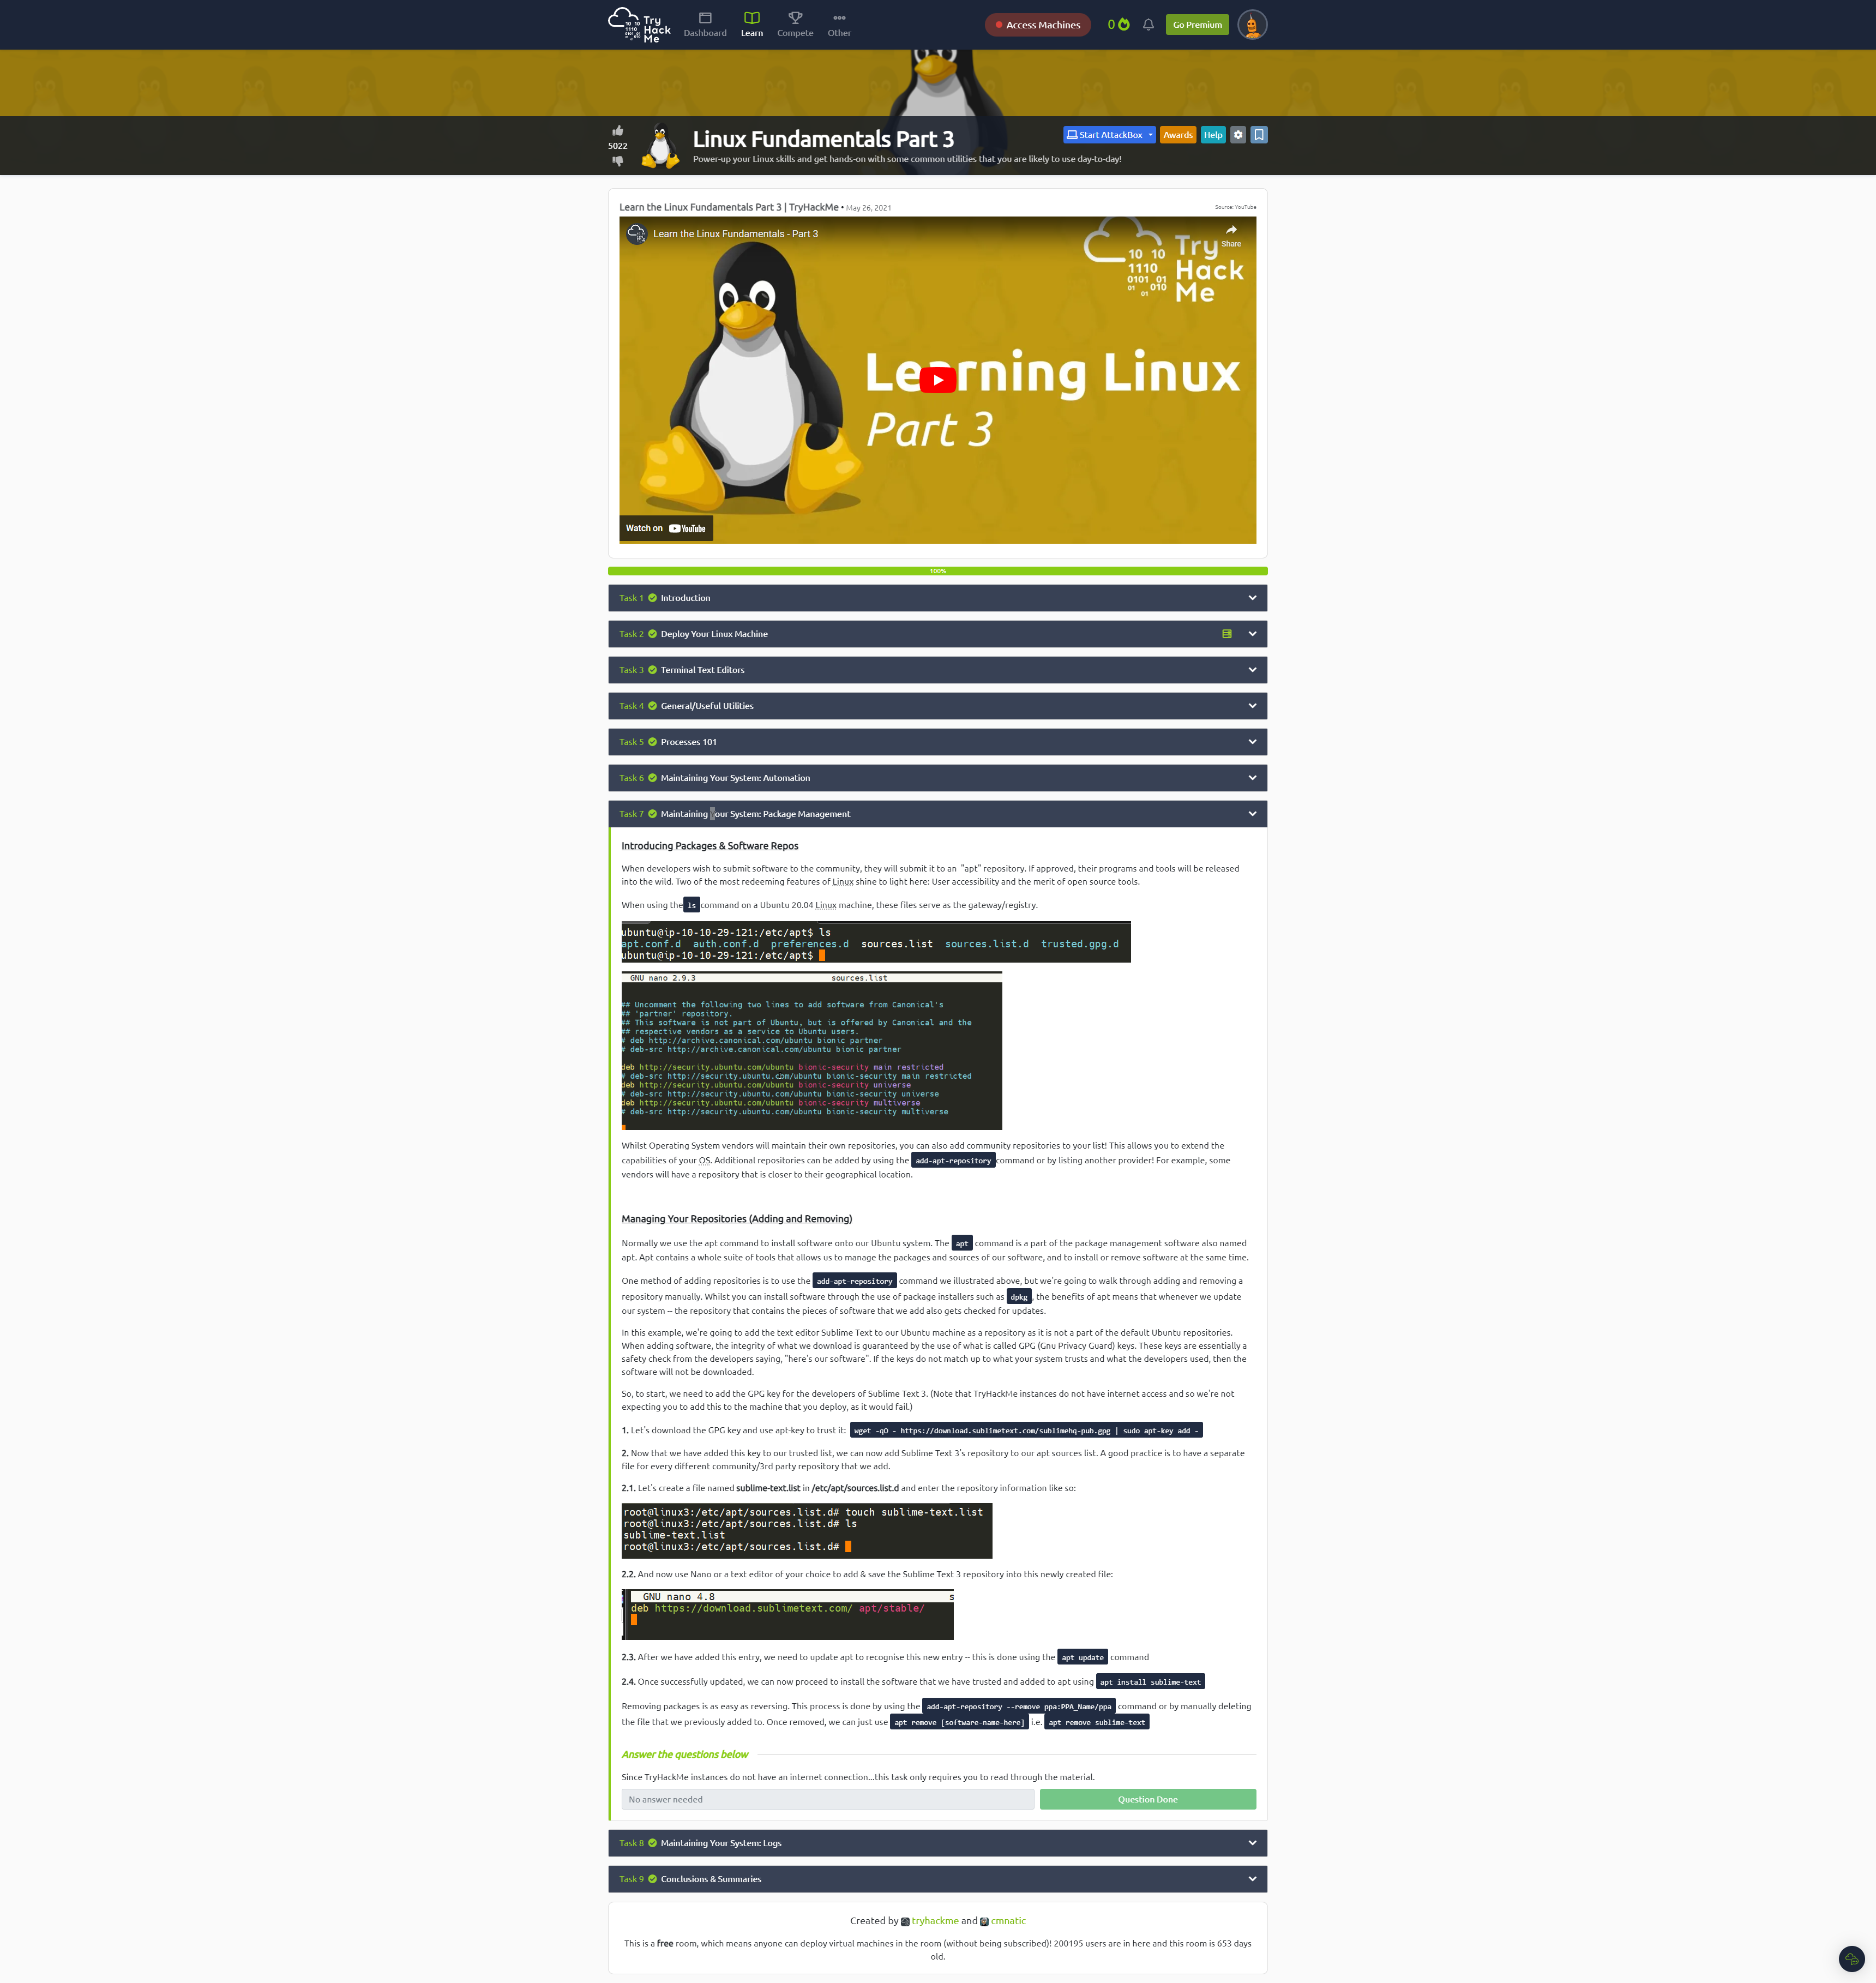 Try
Hack
Me
10 10
1110
0101 01
01 010
01
Dashboard
Learn
Compete
Other
Access Machines
0
Go Premium
5022
Linux Fundamentals Part 3
Power-up your Linux skills and get hands-on with some common utilities that you are likely to use day-to-day!
Start AttackBox
Awards
Help
Learn the Linux Fundamentals Part 3 | TryHackMe • May 26, 2021
Source: YouTube
Learn the Linux Fundamentals - Part 3
Share
10 10
1110
0101 01
01 010
01
Try
Hack
Me
Learning Linux
Part 3
Watch on YouTube
100%
Task 1 Introduction
Task 2 Deploy Your Linux Machine
Task 3 Terminal Text Editors
Task 4 General/Useful Utilities
Task 5 Processes 101
Task 6 Maintaining Your System: Automation
Task 7 Maintaining Your System: Package Management
Introducing Packages & Software Repos
When developers wish to submit software to the community, they will submit it to an "apt" repository. If approved, their programs and tools will be released
into the wild. Two of the most redeeming features of Linux shine to light here: User accessibility and the merit of open source tools.
When using the ls command on a Ubuntu 20.04 Linux machine, these files serve as the gateway/registry.
ubuntu@ip-10-10-29-121:/etc/apt$ ls
apt.conf.d auth.conf.d preferences.d sources.list sources.list.d trusted.gpg.d
ubuntu@ip-10-10-29-121:/etc/apt$
GNU nano 2.9.3 sources.list
## Uncomment the following two lines to add software from Canonical's
## 'partner' repository.
## This software is not part of Ubuntu, but is offered by Canonical and the
## respective vendors as a service to Ubuntu users.
# deb http://archive.canonical.com/ubuntu bionic partner
# deb-src http://archive.canonical.com/ubuntu bionic partner
deb http://security.ubuntu.com/ubuntu bionic-security main restricted
# deb-src http://security.ubuntu.com/ubuntu bionic-security main restricted
deb http://security.ubuntu.com/ubuntu bionic-security universe
# deb-src http://security.ubuntu.com/ubuntu bionic-security universe
deb http://security.ubuntu.com/ubuntu bionic-security multiverse
# deb-src http://security.ubuntu.com/ubuntu bionic-security multiverse
Whilst Operating System vendors will maintain their own repositories, you can also add community repositories to your list! This allows you to extend the
capabilities of your OS. Additional repositories can be added by using the add-apt-repository command or by listing another provider! For example, some
vendors will have a repository that is closer to their geographical location.
Managing Your Repositories (Adding and Removing)
Normally we use the apt command to install software onto our Ubuntu system. The apt command is a part of the package management software also named
apt. Apt contains a whole suite of tools that allows us to manage the packages and sources of our software, and to install or remove software at the same time.
One method of adding repositories is to use the add-apt-repository command we illustrated above, but we're going to walk through adding and removing a
repository manually. Whilst you can install software through the use of package installers such as dpkg, the benefits of apt means that whenever we update
our system -- the repository that contains the pieces of software that we add also gets checked for updates.
In this example, we're going to add the text editor Sublime Text to our Ubuntu machine as a repository as it is not a part of the default Ubuntu repositories.
When adding software, the integrity of what we download is guaranteed by the use of what is called GPG (Gnu Privacy Guard) keys. These keys are essentially a
safety check from the developers saying, "here's our software". If the keys do not match up to what your system trusts and what the developers used, then the
software will not be downloaded.
So, to start, we need to add the GPG key for the developers of Sublime Text 3. (Note that TryHackMe instances do not have internet access and so we're not
expecting you to add this to the machine that you deploy, as it would fail.)
1. Let's download the GPG key and use apt-key to trust it: wget -qO - https://download.sublimetext.com/sublimehq-pub.gpg | sudo apt-key add -
2. Now that we have added this key to our trusted list, we can now add Sublime Text 3's repository to our apt sources list. A good practice is to have a separate
file for every different community/3rd party repository that we add.
2.1. Let's create a file named sublime-text.list in /etc/apt/sources.list.d and enter the repository information like so:
root@linux3:/etc/apt/sources.list.d# touch sublime-text.list
root@linux3:/etc/apt/sources.list.d# ls
sublime-text.list
root@linux3:/etc/apt/sources.list.d#
2.2. And now use Nano or a text editor of your choice to add & save the Sublime Text 3 repository into this newly created file:
GNU nano 4.8 s
deb https://download.sublimetext.com/ apt/stable/
2.3. After we have added this entry, we need to update apt to recognise this new entry -- this is done using the apt update command
2.4. Once successfully updated, we can now proceed to install the software that we have trusted and added to apt using apt install sublime-text
Removing packages is as easy as reversing. This process is done by using the add-apt-repository --remove ppa:PPA_Name/ppa command or by manually deleting
the file that we previously added to. Once removed, we can just use apt remove [software-name-here] i.e. apt remove sublime-text
Answer the questions below
Since TryHackMe instances do not have an internet connection...this task only requires you to read through the material.
No answer needed
Question Done
Task 8 Maintaining Your System: Logs
Task 9 Conclusions & Summaries
Created by tryhackme and cmnatic
This is a free room, which means anyone can deploy virtual machines in the room (without being subscribed)! 200195 users are in here and this room is 653 days
old.